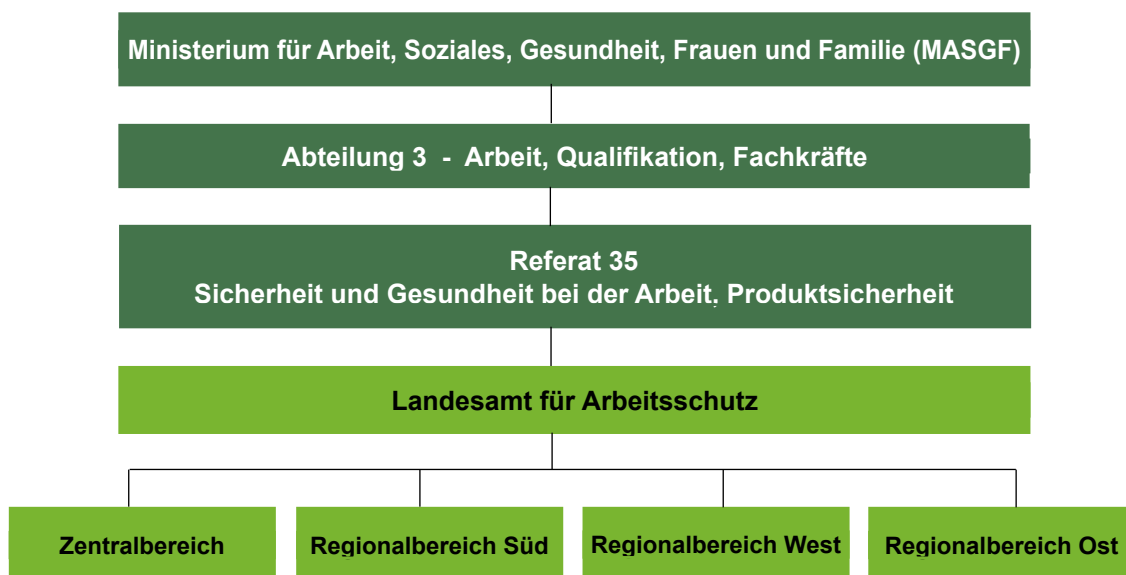 Ministerium für Arbeit, Soziales, Gesundheit, Frauen und Familie (MASGF)
Abteilung 3 - Arbeit, Qualifikation, Fachkräfte
Referat 35
Sicherheit und Gesundheit bei der Arbeit, Produktsicherheit
Landesamt für Arbeitsschutz
Zentralbereich
Regionalbereich Süd
Regionalbereich West
Regionalbereich Ost